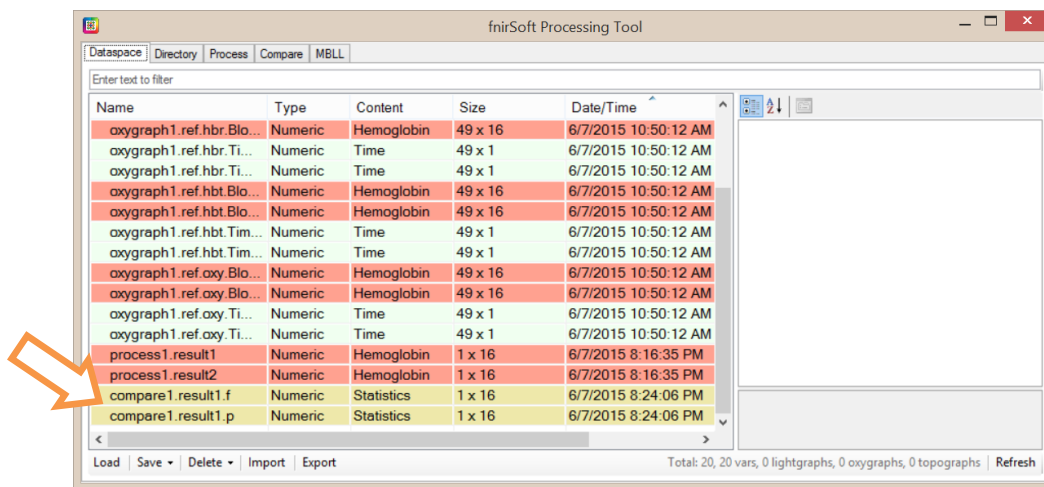 fnirSoft Processing Tool
Dataspace Directory Process Compare MBLL
Enter text to filter
Name Type Content Size Date/Time
oxygraph1.ref.hbr.Blo... Numeric Hemoglobin 49 x 16 6/7/2015 10:50:12 AM
oxygraph1.ref.hbr.Ti... Numeric Time 49 x 1 6/7/2015 10:50:12 AM
oxygraph1.ref.hbr.Ti... Numeric Time 49 x 1 6/7/2015 10:50:12 AM
oxygraph1.ref.hbt.Blo... Numeric Hemoglobin 49 x 16 6/7/2015 10:50:12 AM
oxygraph1.ref.hbt.Blo... Numeric Hemoglobin 49 x 16 6/7/2015 10:50:12 AM
oxygraph1.ref.hbt.Tim... Numeric Time 49 x 1 6/7/2015 10:50:12 AM
oxygraph1.ref.hbt.Tim... Numeric Time 49 x 1 6/7/2015 10:50:12 AM
oxygraph1.ref.oxy.Blo... Numeric Hemoglobin 49 x 16 6/7/2015 10:50:12 AM
oxygraph1.ref.oxy.Blo... Numeric Hemoglobin 49 x 16 6/7/2015 10:50:12 AM
oxygraph1.ref.oxy.Ti... Numeric Time 49 x 1 6/7/2015 10:50:12 AM
oxygraph1.ref.oxy.Ti... Numeric Time 49 x 1 6/7/2015 10:50:12 AM
process1.result1 Numeric Hemoglobin 1 x 16 6/7/2015 8:16:35 PM
process1.result2 Numeric Hemoglobin 1 x 16 6/7/2015 8:16:35 PM
compare1.result1.f Numeric Statistics 1 x 16 6/7/2015 8:24:06 PM
compare1.result1.p Numeric Statistics 1 x 16 6/7/2015 8:24:06 PM
Load Save Delete Import Export Total: 20, 20 vars, 0 lightgraphs, 0 oxygraphs, 0 topographs Refresh